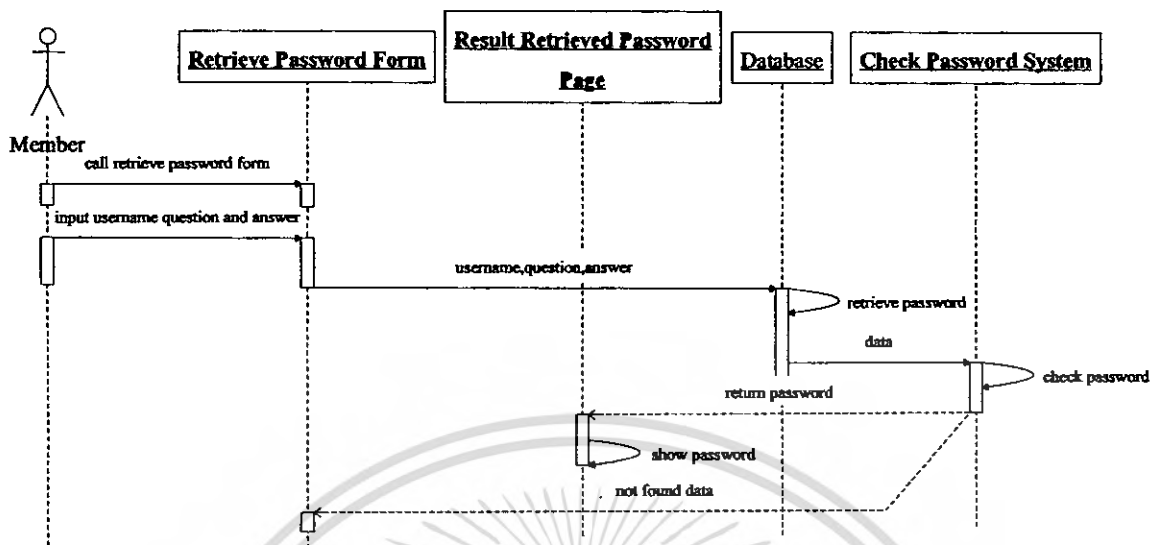 Retrieve Password Form
Result Retrieved Password
Page
Database
Check Password System
Member
call retrieve password form
input username question and answer
username,question,answer
retrieve password
data
check password
return password
show password
not found data